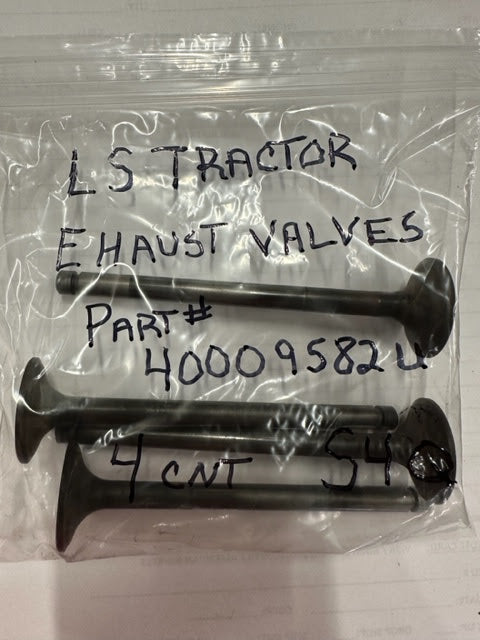 LS TRACTOR
EHAUST VALVES
PART#
40009582U
4 CNT